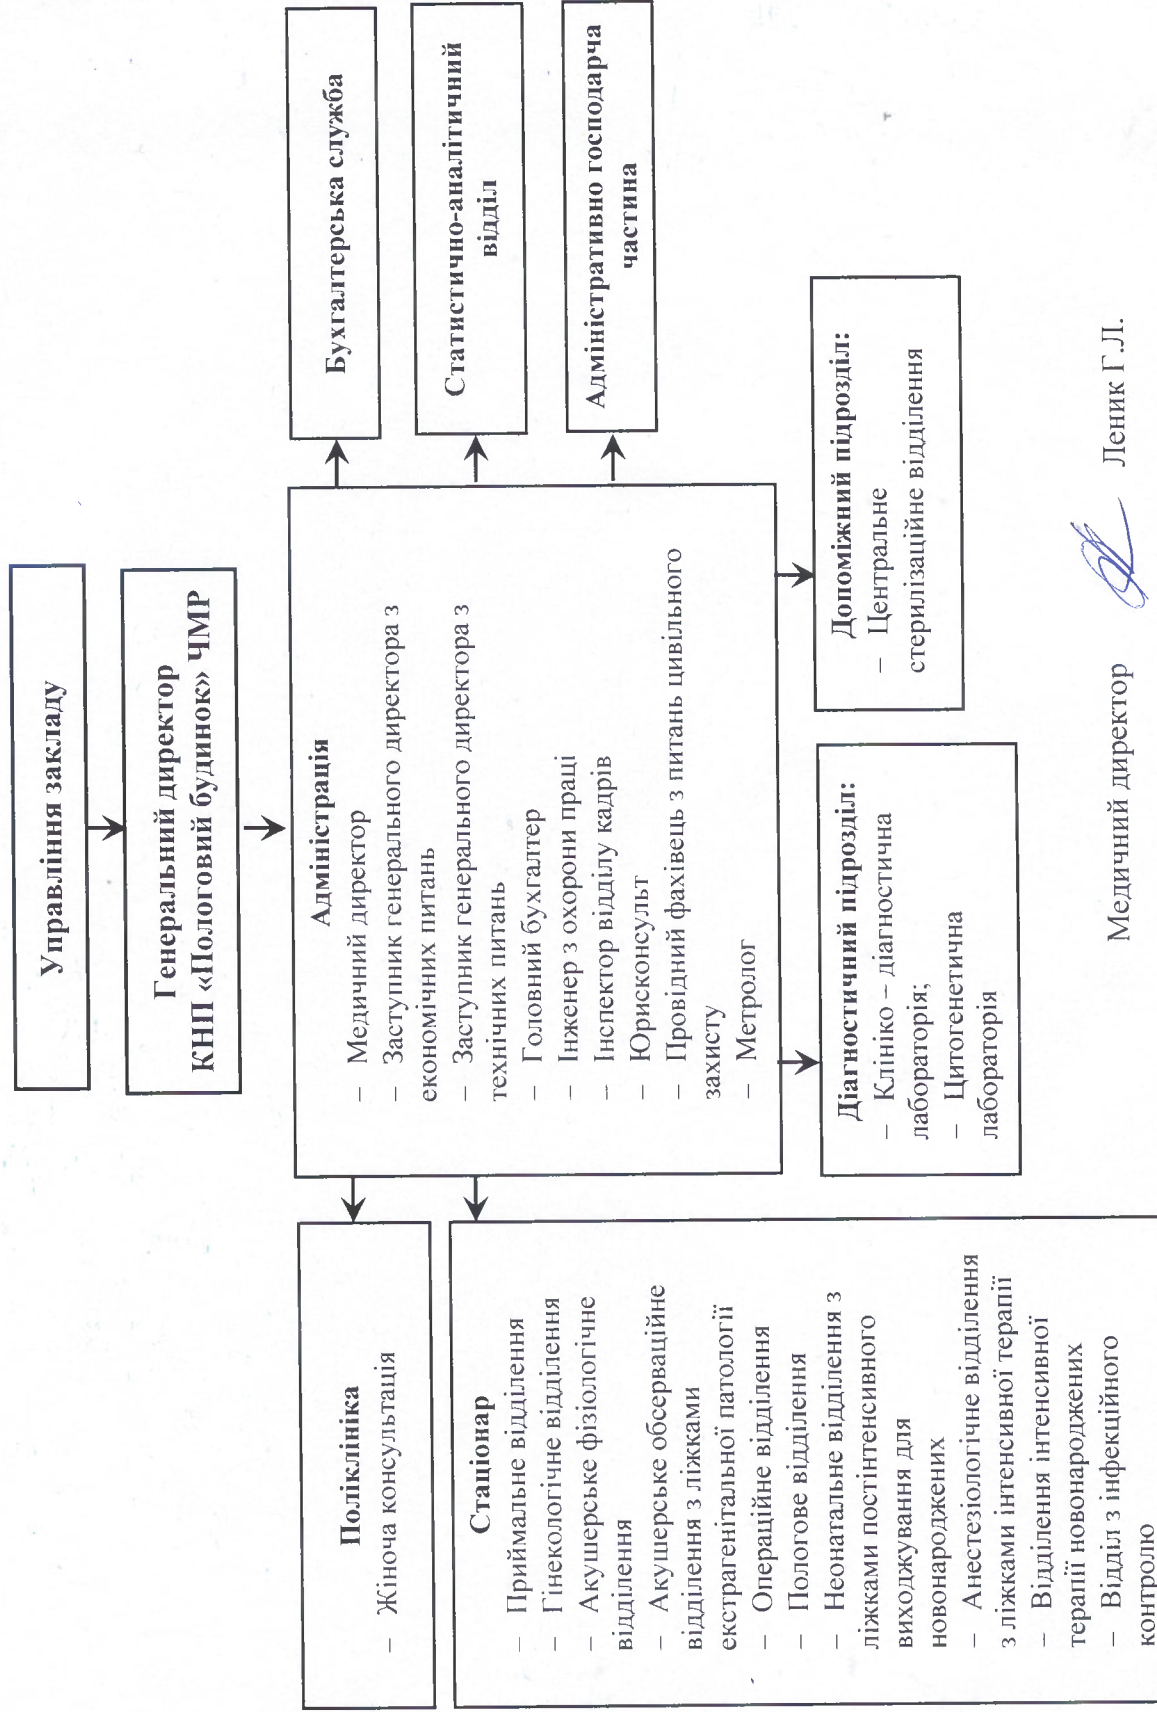 Управління закладу
Генеральний директор
КНП «Пологовий будинок» ЧМР
Адміністрація
– Медичний директор
– Заступник генерального директора з
економічних питань
– Заступник генерального директора з
технічних питань
– Головний бухгалтер
– Інженер з охорони праці
– Інспектор відділу кадрів
– Юрисконсульт
– Провідний фахівець з питань цивільного
захисту
– Метролог
Поліклініка
– Жіноча консультація
Стаціонар
– Приймальне відділення
– Гінекологічне відділення
– Акушерське фізіологічне
відділення
– Акушерське обсерваційне
відділення з ліжками
екстрагенітальної патології
– Операційне відділення
– Пологове відділення
– Неонатальне відділення з
ліжками постінтенсивного
виходжування для
новонароджених
– Анестезіологічне відділення
з ліжками інтенсивної терапії
– Відділення інтенсивної
терапії новонароджених
– Відділ з інфекційного
контролю
Бухгалтерська служба
Статистично-аналітичний
відділ
Адміністративно господарча
частина
Діагностичний підрозділ:
– Клініко – діагностична
лабораторія;
– Цитогенетична
лабораторія
Допоміжний підрозділ:
– Центральне
стерилізаційне відділення
Медичний директор Леник Г.Л.